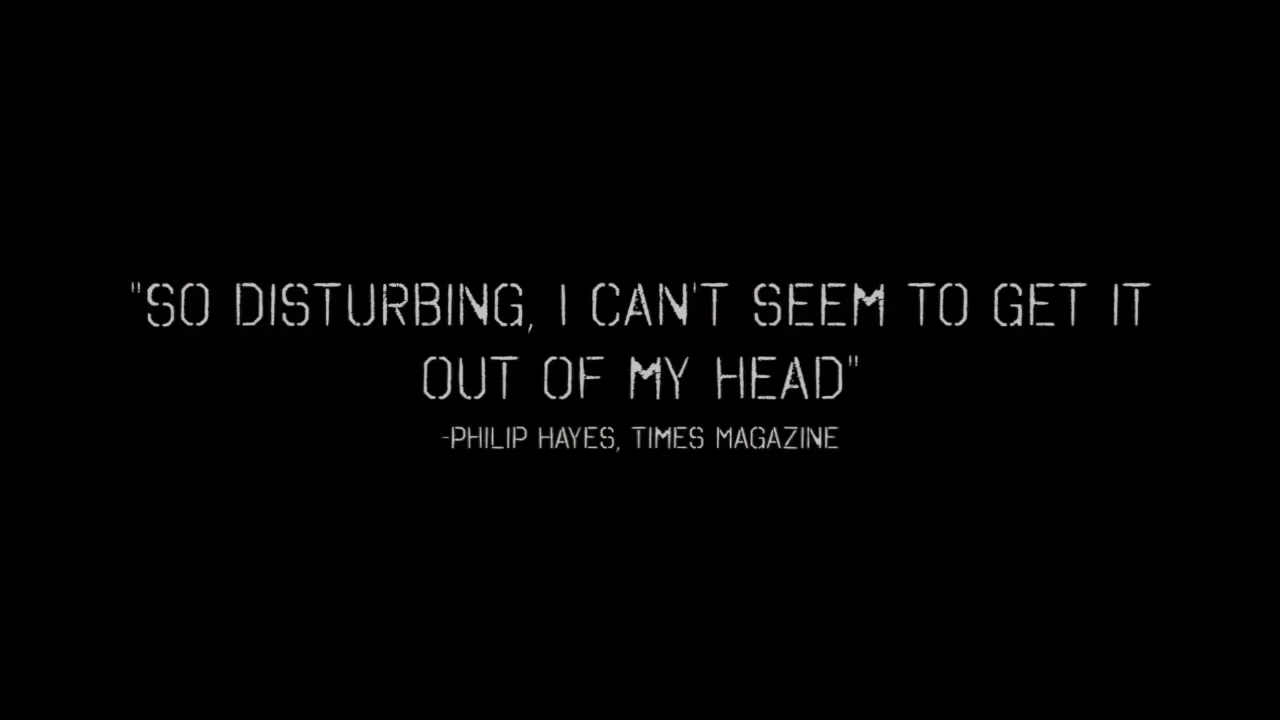 "SO DISTURBING, I CAN'T SEEM TO GET IT
OUT OF MY HEAD"
-PHILIP HAYES, TIMES MAGAZINE